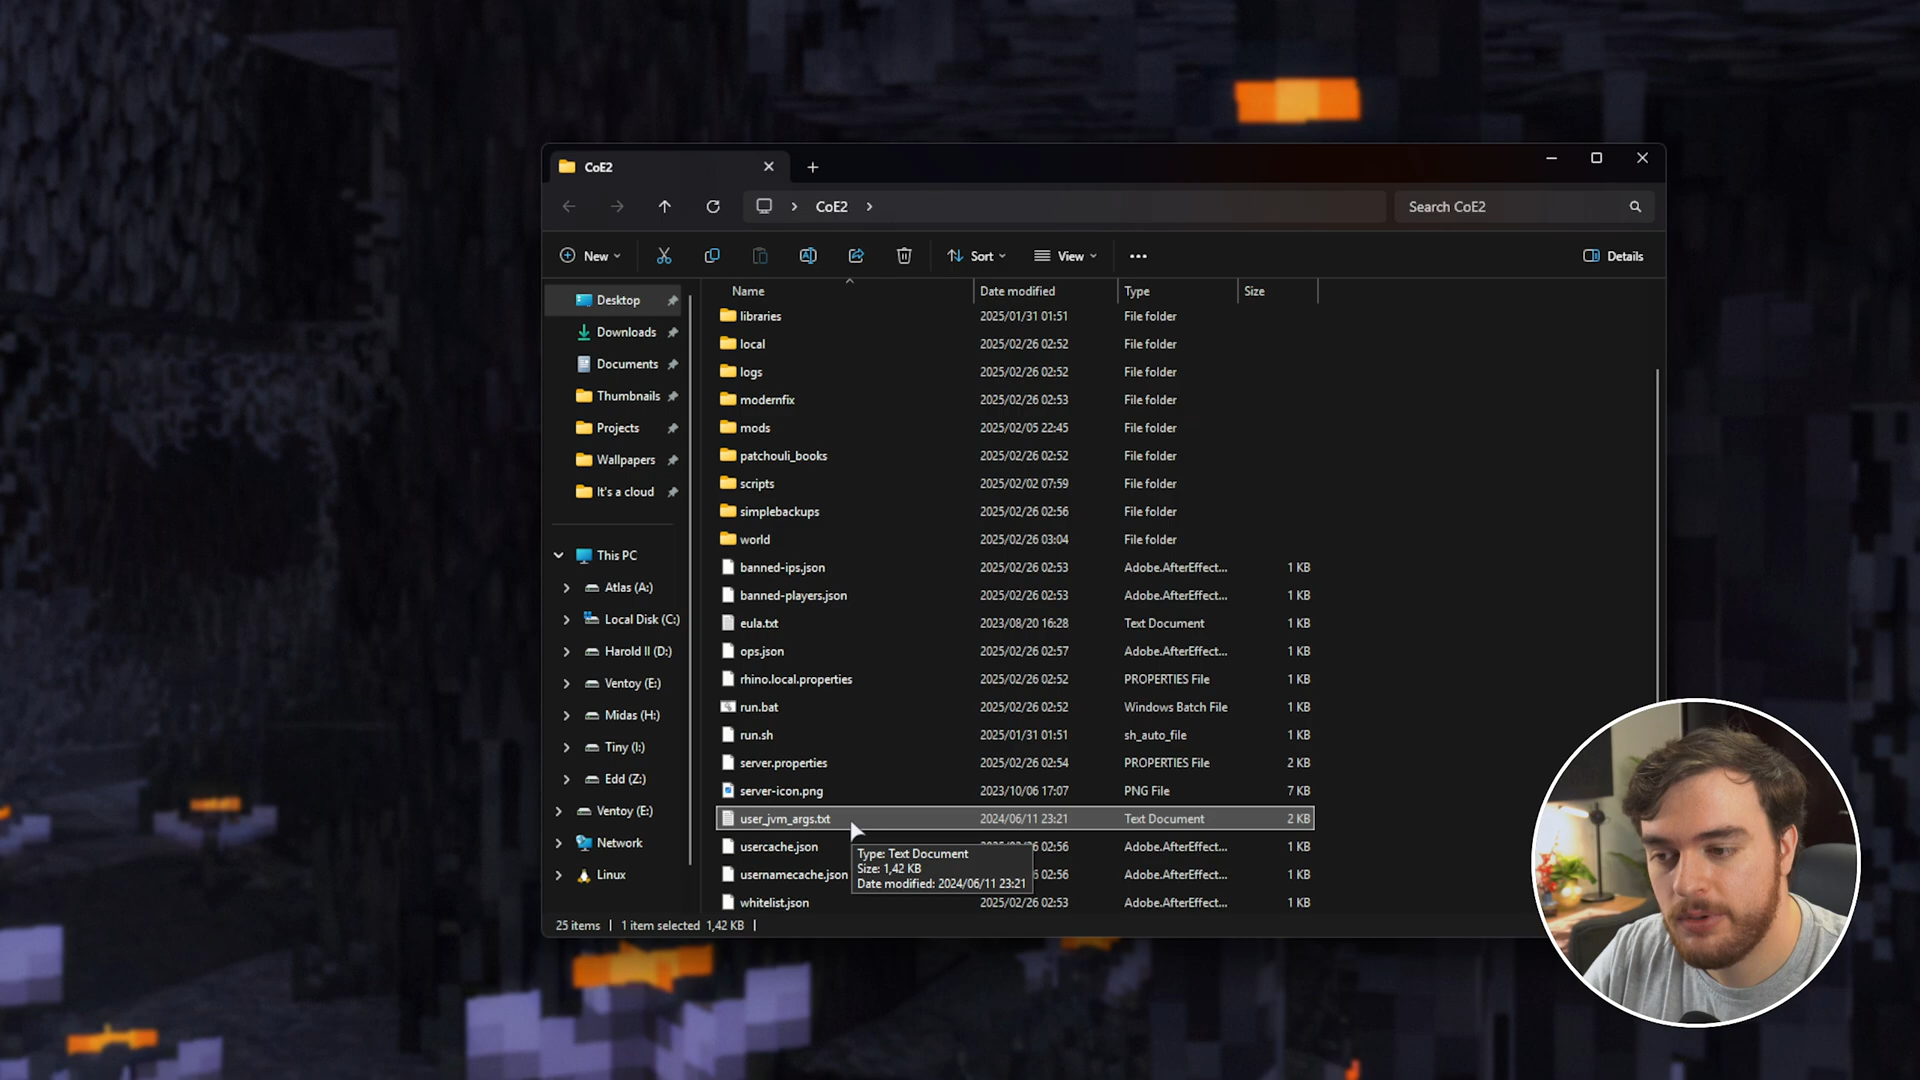 CoE2
CoE2
Search CoE2
New
Sort
View
Details
Name
Date modified
Type
Size
Desktop
Downloads
Documents
Thumbnails
Projects
Wallpapers
It's a cloud
This PC
Atlas (A:)
Local Disk (C:)
Harold II (D:)
Ventoy (E:)
Midas (H:)
Tiny (I:)
Edd (Z:)
Ventoy (E:)
Network
Linux
libraries 2025/01/31 01:51 File folder
local 2025/02/26 02:52 File folder
logs 2025/02/26 02:52 File folder
modernfix 2025/02/26 02:53 File folder
mods 2025/02/05 22:45 File folder
patchouli_books 2025/02/26 02:52 File folder
scripts 2025/02/02 07:59 File folder
simplebackups 2025/02/26 02:56 File folder
world 2025/02/26 03:04 File folder
banned-ips.json 2025/02/26 02:53 Adobe.AfterEffect... 1 KB
banned-players.json 2025/02/26 02:53 Adobe.AfterEffect... 1 KB
eula.txt 2023/08/20 16:28 Text Document 1 KB
ops.json 2025/02/26 02:57 Adobe.AfterEffect... 1 KB
rhino.local.properties 2025/02/26 02:52 PROPERTIES File 1 KB
run.bat 2025/02/26 02:52 Windows Batch File 1 KB
run.sh 2025/01/31 01:51 sh_auto_file 1 KB
server.properties 2025/02/26 02:54 PROPERTIES File 2 KB
server-icon.png 2023/10/06 17:07 PNG File 7 KB
user_jvm_args.txt 2024/06/11 23:21 Text Document 2 KB
usercache.json 02:56 Adobe.AfterEffect... 1 KB
usernamecache.json 02:56 Adobe.AfterEffect... 1 KB
whitelist.json 2025/02/26 02:53 Adobe.AfterEffect... 1 KB
Type: Text Document
Size: 1,42 KB
Date modified: 2024/06/11 23:21
25 items
1 item selected 1,42 KB